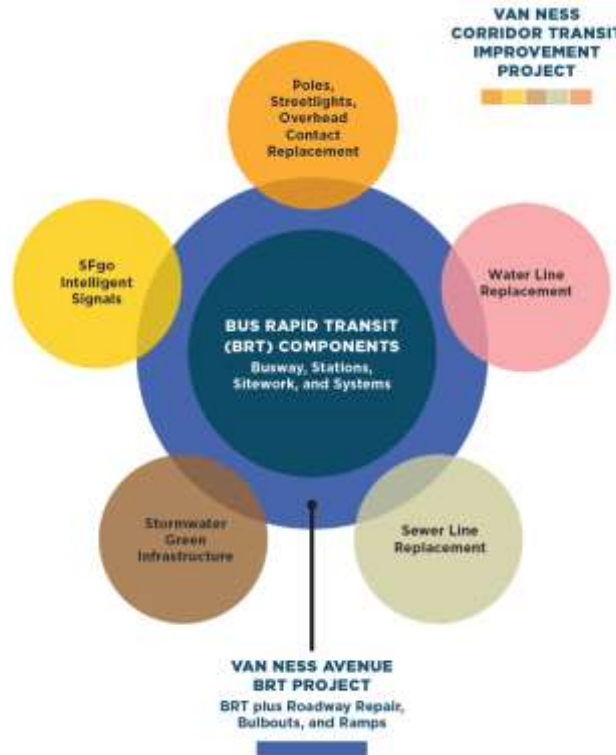 VAN NESS
CORRIDOR TRANSIT
IMPROVEMENT
PROJECT
Poles,
Streetlights,
Overhead
Contact
Replacement
SFgo
Intelligent
Signals
Water Line
Replacement
BUS RAPID TRANSIT
(BRT) COMPONENTS
Busway, Stations,
Sitework, and Systems
Stormwater
Green
Infrastructure
Sewer Line
Replacement
VAN NESS AVENUE
BRT PROJECT
BRT plus Roadway Repair,
Bulbouts, and Ramps